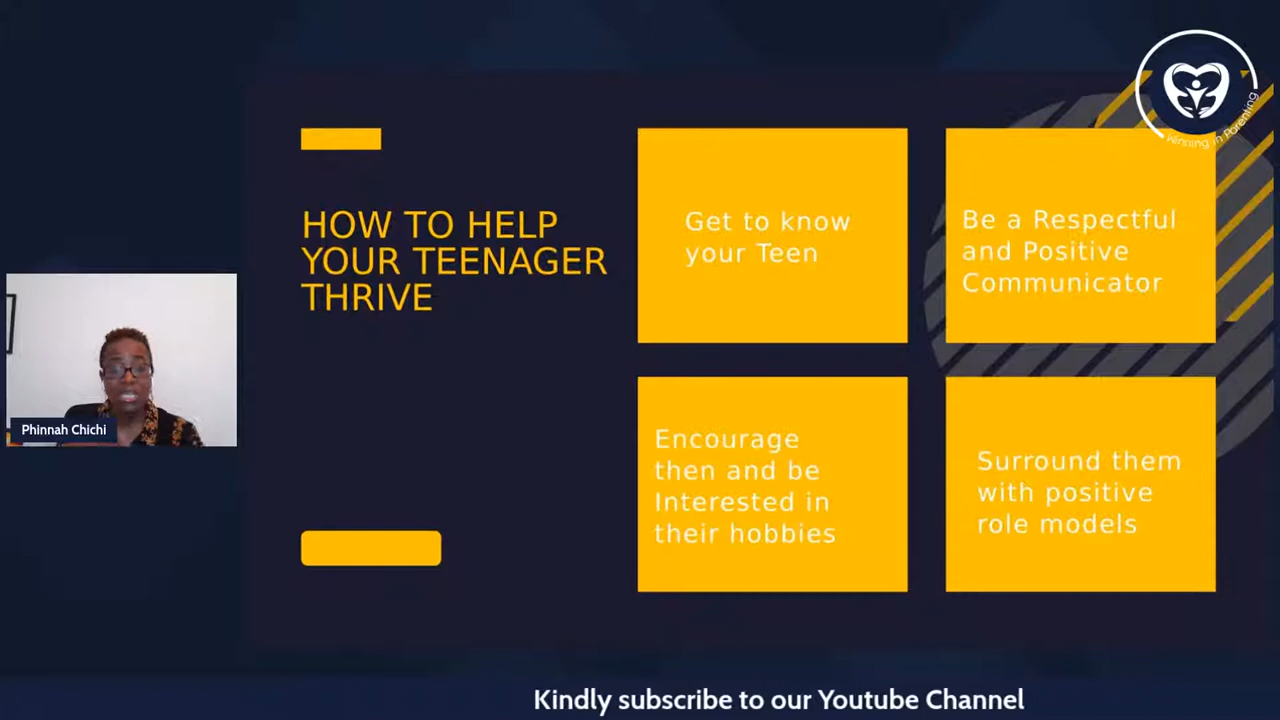 Winning in Parenting
HOW TO HELP
YOUR TEENAGER
THRIVE
Get to know
your Teen
Be a Respectful
and Positive
Communicator
Encourage
then and be
Interested in
their hobbies
Surround them
with positive
role models
Phinnah Chichi
Kindly subscribe to our Youtube Channel